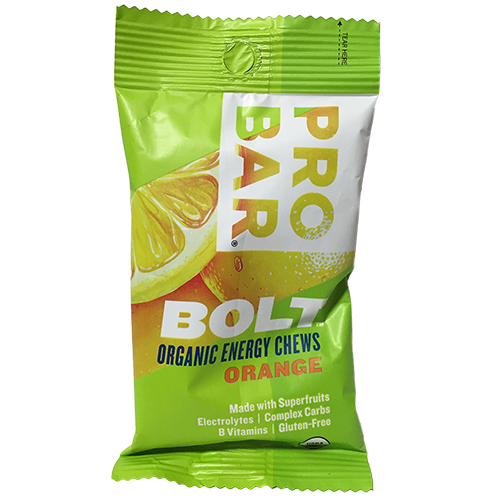 TEAR HERE
PRO
BAR®
BOLT
ORGANIC ENERGY CHEWS
ORANGE
Made with Superfruits
Electrolytes | Complex Carbs
B Vitamins | Gluten-Free